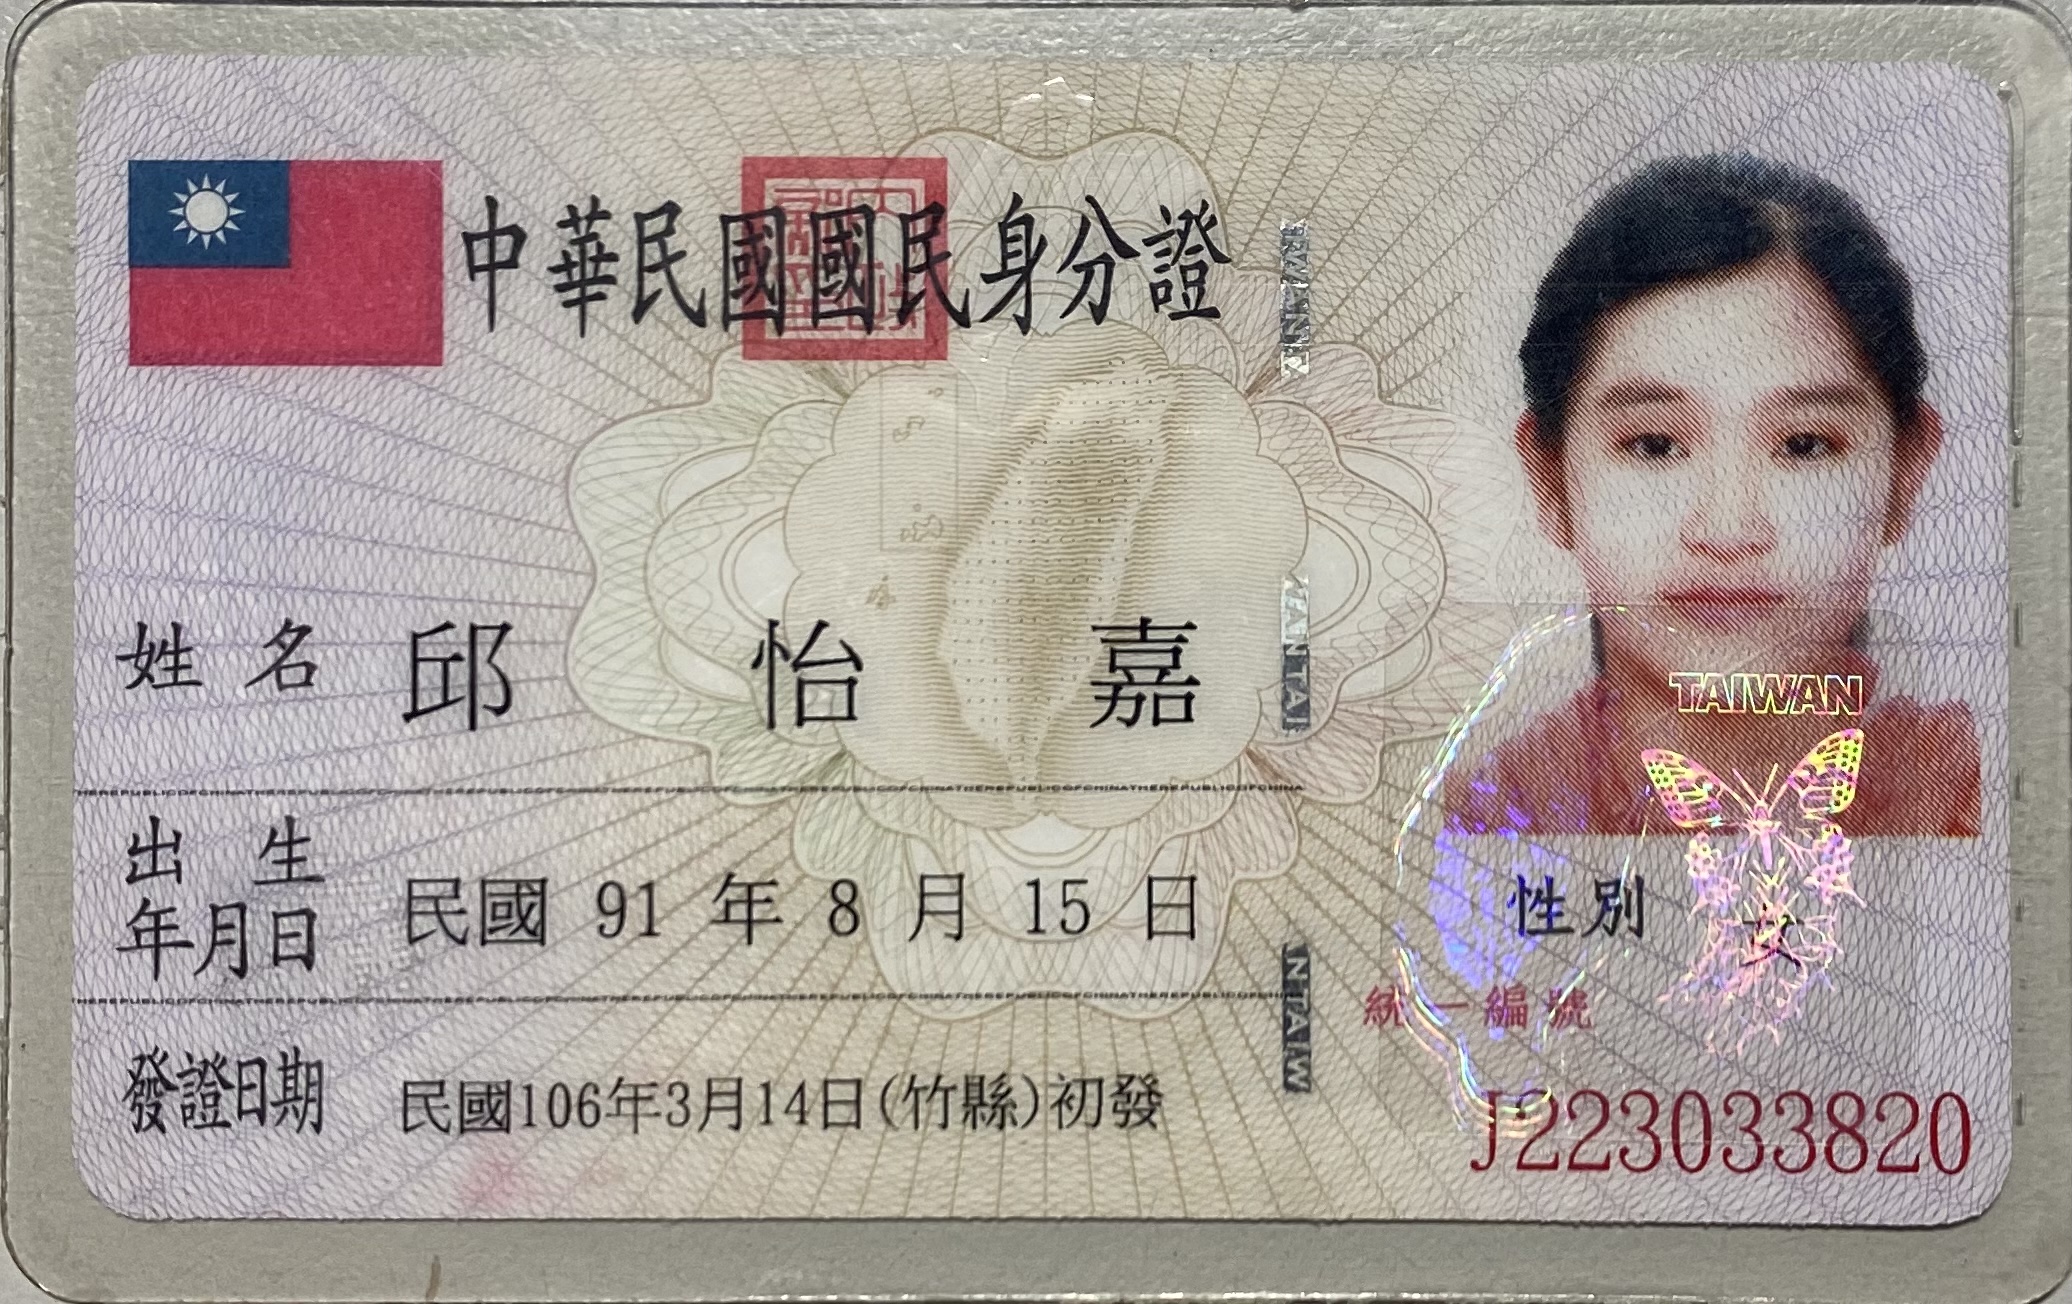 中華民國國民身分證
姓名 邱怡嘉
出生年月日 民國 91 年 8 月 15 日
性別 女
發證日期 民國106年3月14日(竹縣)初發
統一編號
J223033820
TAIWAN